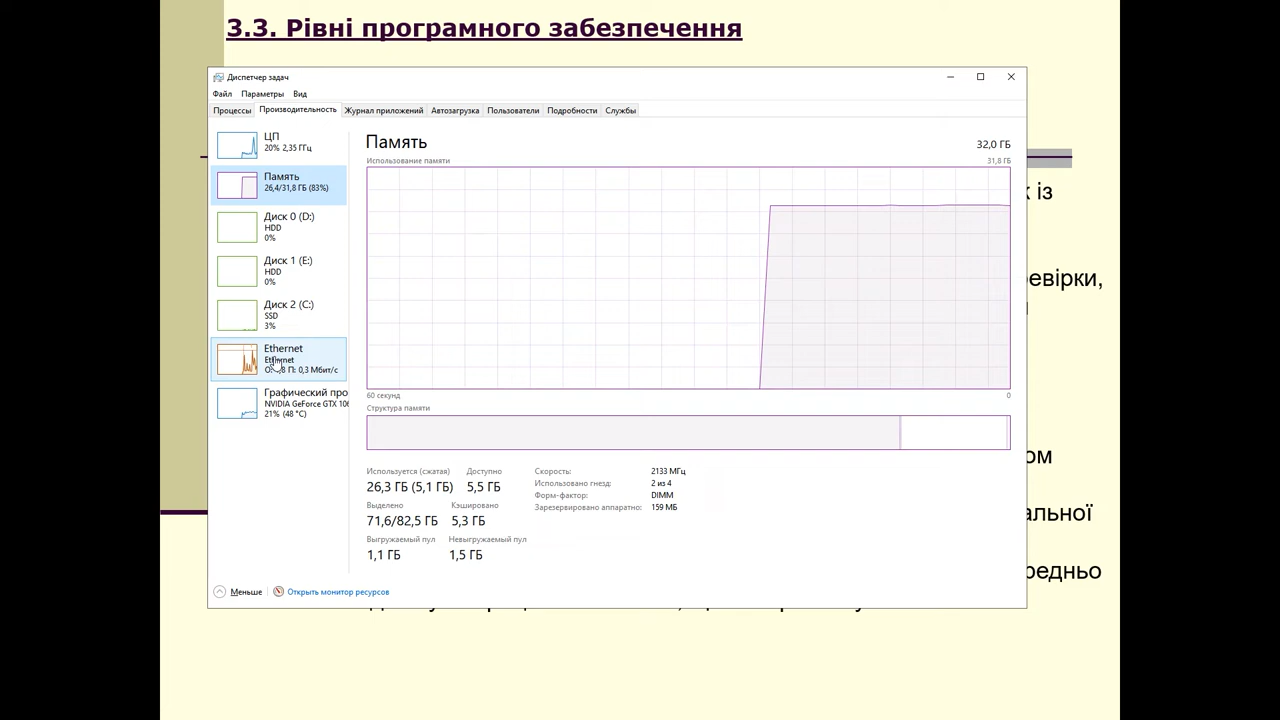 3.3. Рівні програмного забезпечення
Диспетчер задач
Файл Параметры Вид
Процессы Производительность Журнал приложений Автозагрузка Пользователи Подробности Службы
ЦП
20% 2,35 ГГц
Память
26,4/31,8 ГБ (83%)
Диск 0 (D:)
HDD
0%
Диск 1 (E:)
HDD
0%
Диск 2 (C:)
SSD
3%
Ethernet
Ethernet
П: 0,3 Мбит/с
Графический про
NVIDIA GeForce GTX 106
21% (48 °C)
Память 32,0 ГБ
Использование памяти 31,8 ГБ
60 секунд 0
Структура памяти
Используется (сжатая) Доступно
26,3 ГБ (5,1 ГБ) 5,5 ГБ
Выделено Кэшировано
71,6/82,5 ГБ 5,3 ГБ
Выгружаемый пул Невыгружаемый пул
1,1 ГБ 1,5 ГБ
Скорость: 2133 МГц
Использовано гнезд: 2 из 4
Форм-фактор: DIMM
Зарезервировано аппаратно: 159 МБ
Меньше Открыть монитор ресурсов
к із
евірки,
ом
альної
редньо